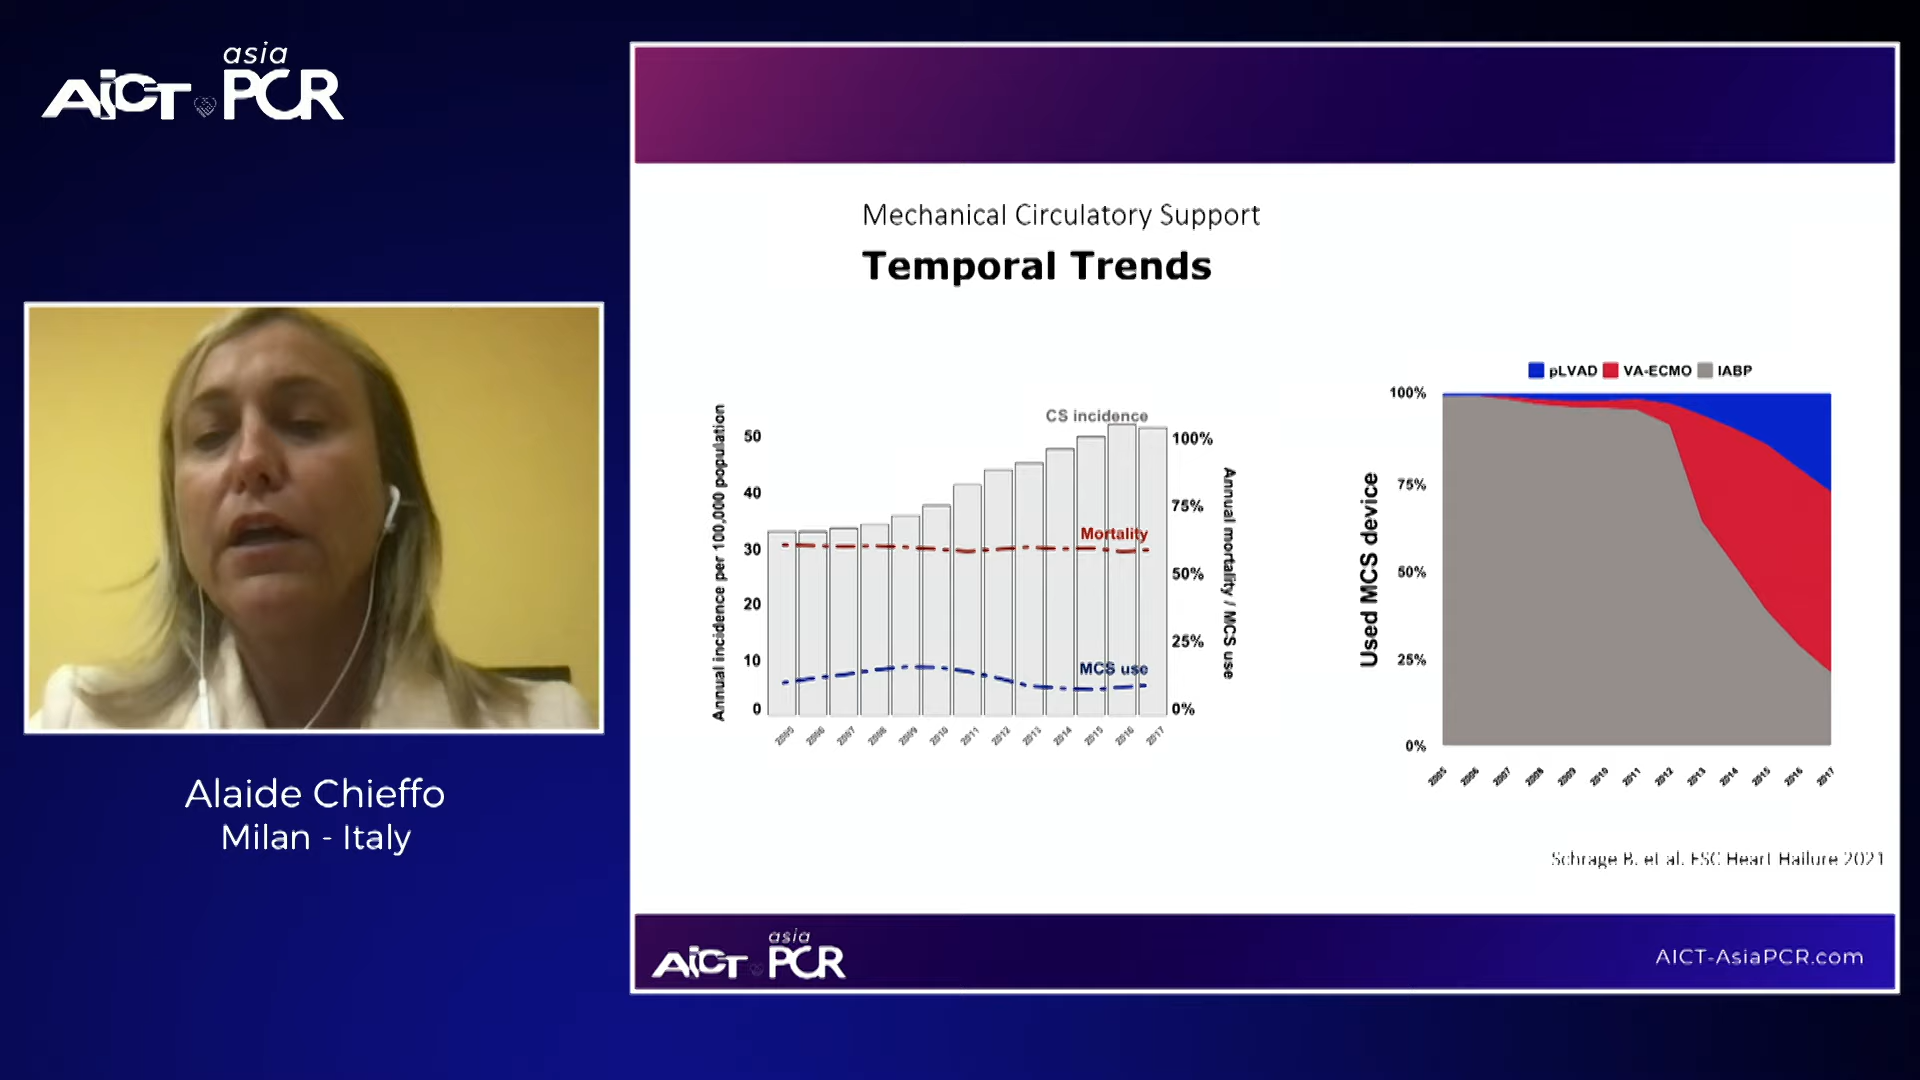 asia
AICT PCR
Alaide Chieffo
Milan - Italy
Mechanical Circulatory Support
Temporal Trends
Annual incidence per 100,000 population
50
40
30
20
10
0
CS incidence
Mortality
MCS use
100%
75%
50%
25%
0%
Annual mortality / MCS use
2005 2006 2007 2008 2009 2010 2011 2012 2013 2014 2015 2016 2017
pLVAD VA-ECMO IABP
Used MCS device
100%
75%
50%
25%
0%
2005 2006 2007 2008 2009 2010 2011 2012 2013 2014 2015 2016 2017
Schrage B. et al. ESC Heart Hailure 2021
asia
AICT PCR
AICT-AsiaPCR.com